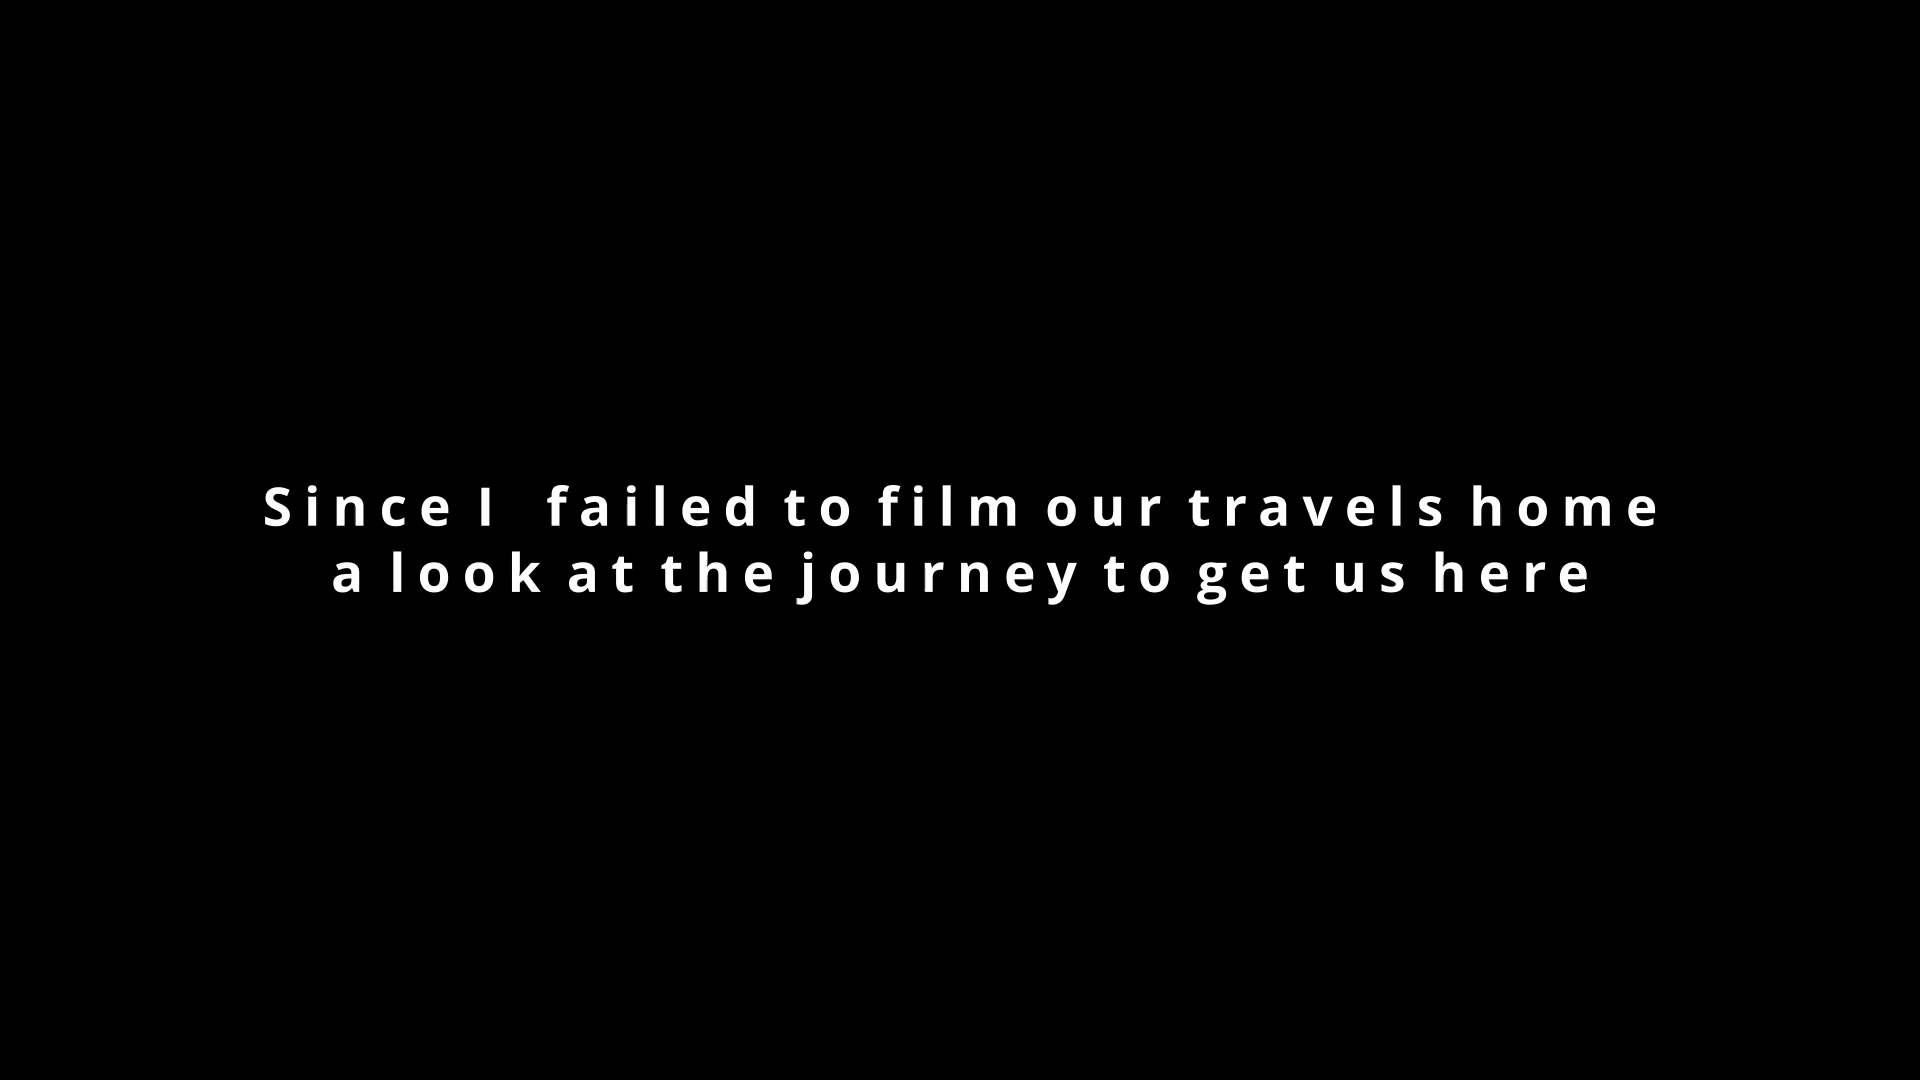 Since I failed to film our travels home
a look at the journey to get us here